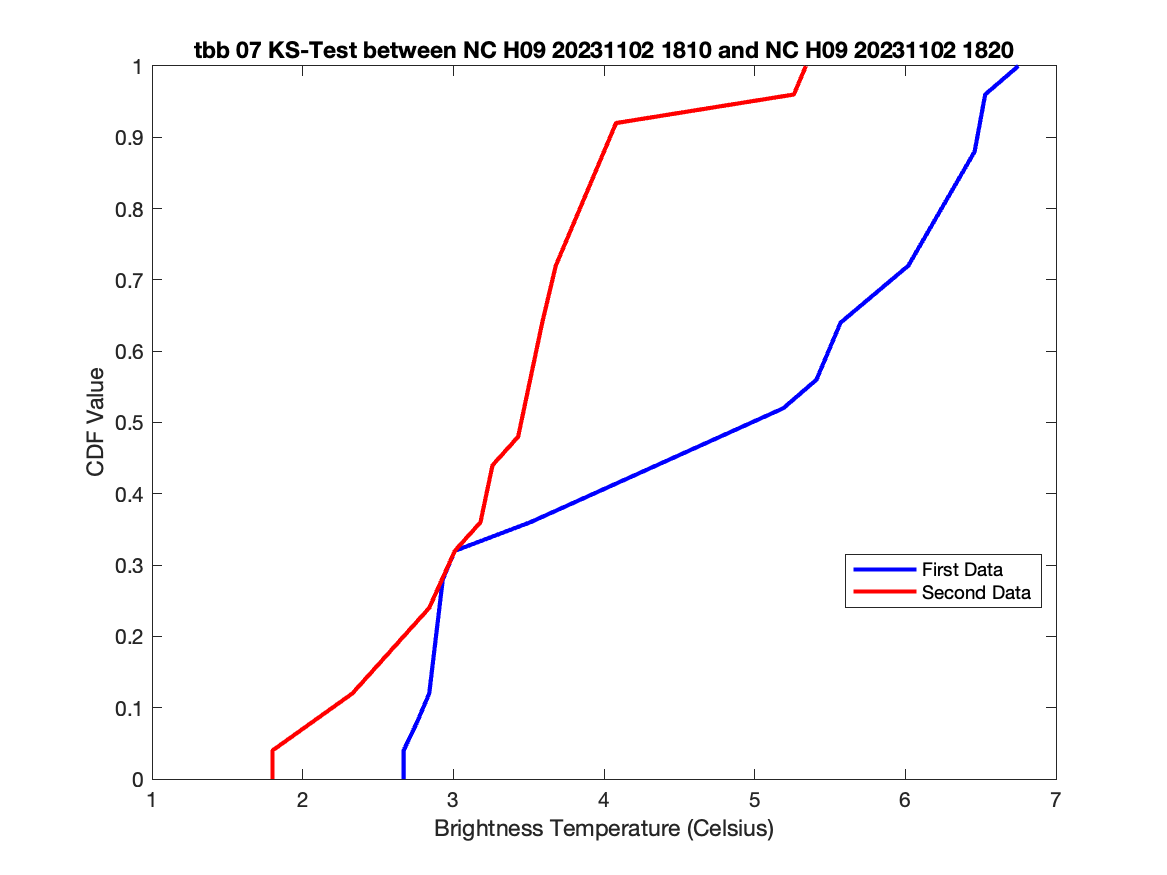 tbb 07 KS-Test between NC H09 20231102 1810 and NC H09 20231102 1820
1
0.9
0.8
0.7
0.6
0.5
0.4
0.3
0.2
0.1
0
CDF Value
First Data
Second Data
1 2 3 4 5 6 7
Brightness Temperature (Celsius)